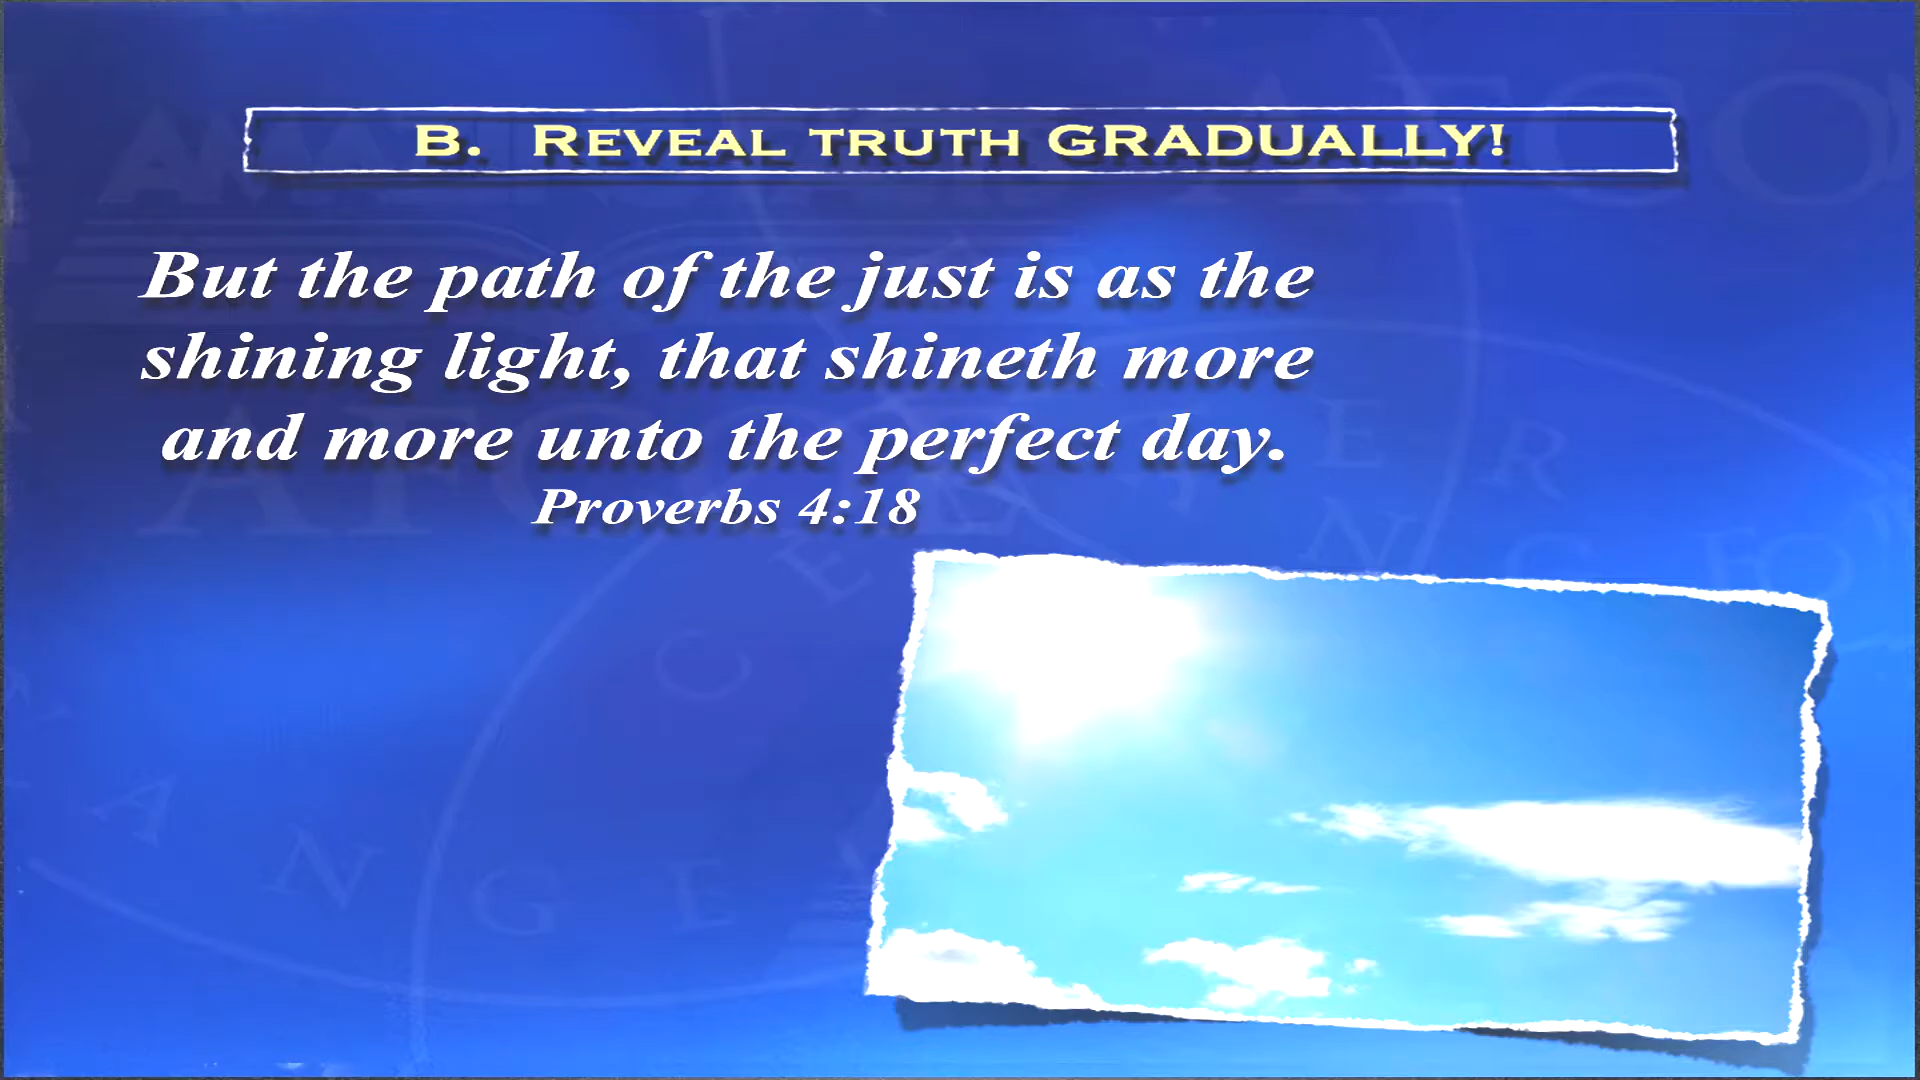 B. REVEAL TRUTH GRADUALLY!
But the path of the just is as the
shining light, that shineth more
and more unto the perfect day.
Proverbs 4:18